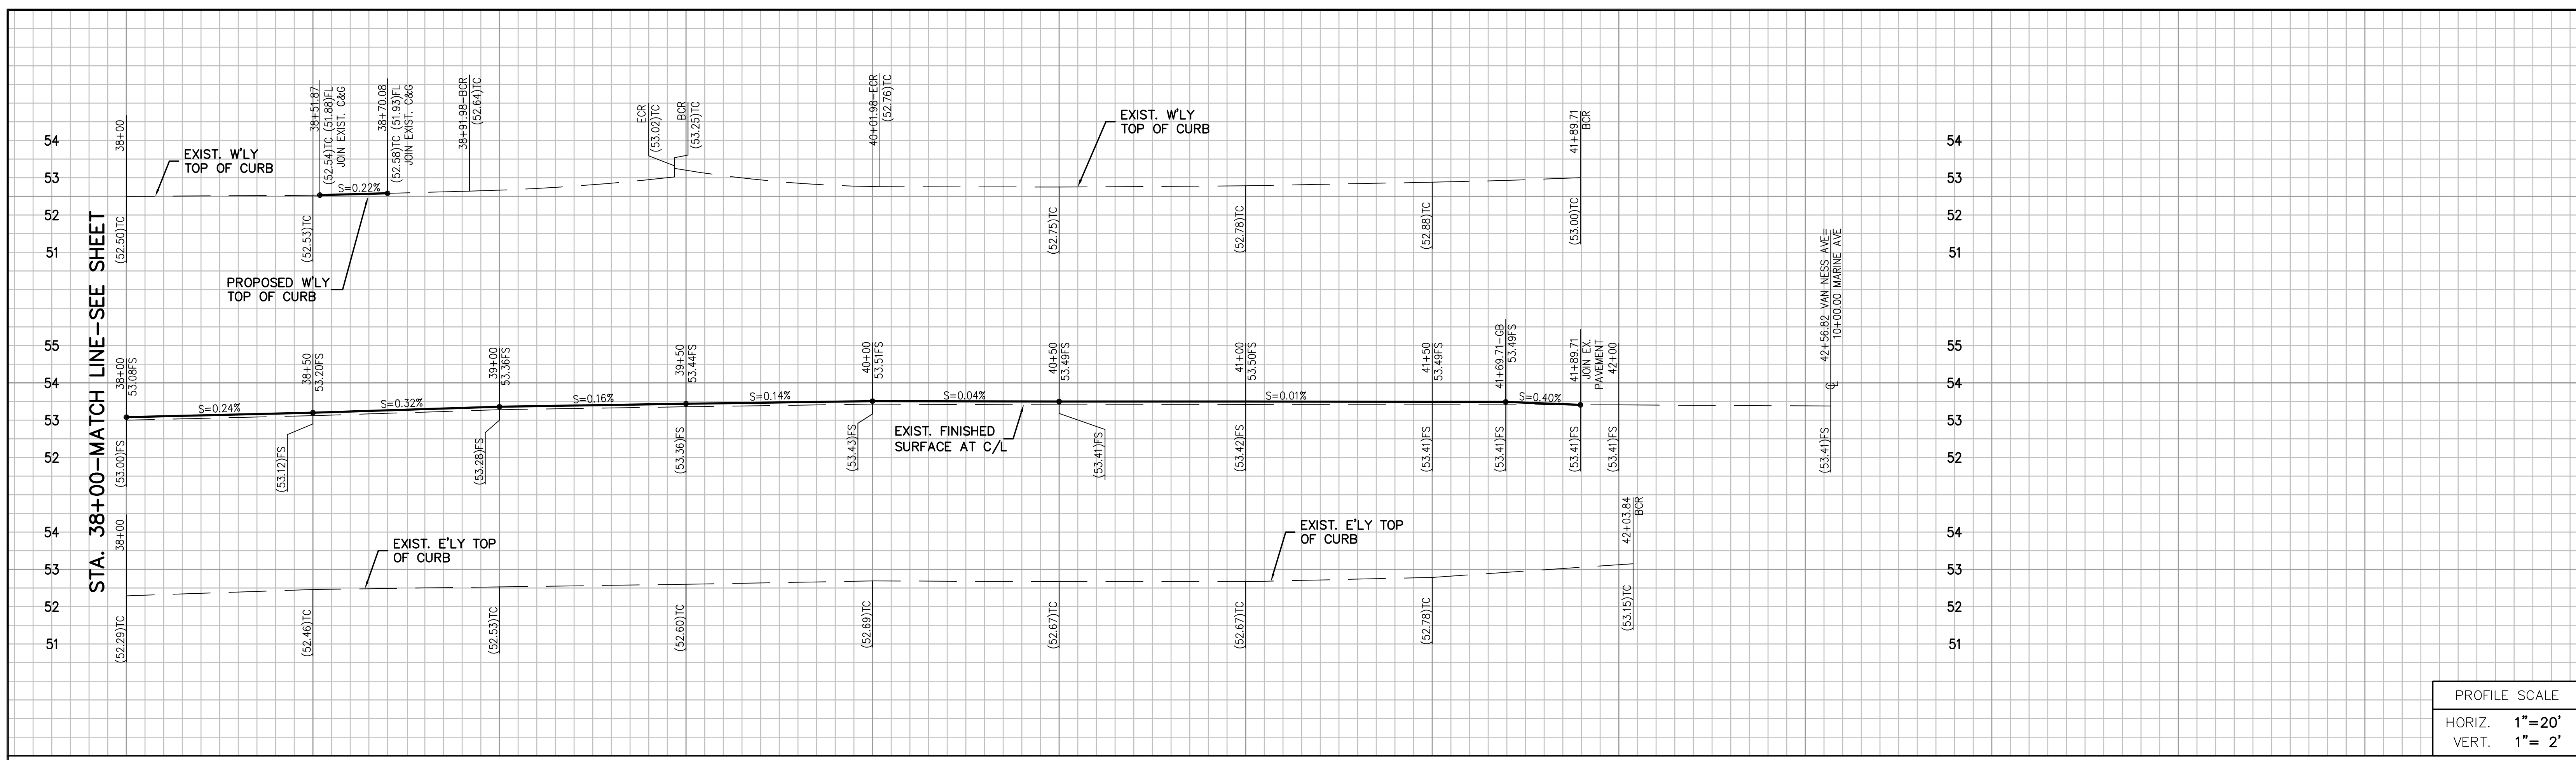 54
53
52
51
STA. 38+00-MATCH LINE-SEE SHEET
38+00
(52.50)TC
EXIST. W'LY
TOP OF CURB
38+51.87
(52.54)TC (51.88)FL
JOIN EXIST. C&G
(52.53)TC
S=0.22%
38+70.08
(52.58)TC (51.93)FL
JOIN EXIST. C&G
PROPOSED W'LY
TOP OF CURB
38+91.98-BCR
(52.64)TC
ECR
(53.02)TC
BCR
(53.25)TC
40+01.98-ECR
(52.76)TC
EXIST. W'LY
TOP OF CURB
(52.75)TC
(52.78)TC
(52.88)TC
41+89.71
BCR
(53.00)TC
54
53
52
51
55
54
53
52
38+00
53.08FS
(53.00)FS
S=0.24%
38+50
53.20FS
(53.12)FS
S=0.32%
39+00
53.36FS
(53.28)FS
S=0.16%
39+50
53.44FS
(53.36)FS
S=0.14%
40+00
53.51FS
(53.43)FS
S=0.04%
EXIST. FINISHED
SURFACE AT C/L
40+50
53.49FS
(53.41)FS
S=0.01%
41+00
53.50FS
(53.42)FS
41+50
53.49FS
(53.41)FS
41+69.71-GB
53.49FS
(53.41)FS
S=0.40%
41+89.71
JOIN EX.
PAVEMENT
(53.41)FS
42+00
(53.41)FS
42+56.82 VAN NESS AVE=
10+00.00 MARINE AVE
(53.41)FS
55
54
53
52
54
53
52
51
38+00
(52.29)TC
EXIST. E'LY TOP
OF CURB
(52.46)TC
(52.53)TC
(52.60)TC
(52.69)TC
(52.67)TC
(52.67)TC
EXIST. E'LY TOP
OF CURB
(52.78)TC
42+03.84
BCR
(53.15)TC
54
53
52
51
PROFILE SCALE
HORIZ. 1"=20'
VERT. 1"= 2'